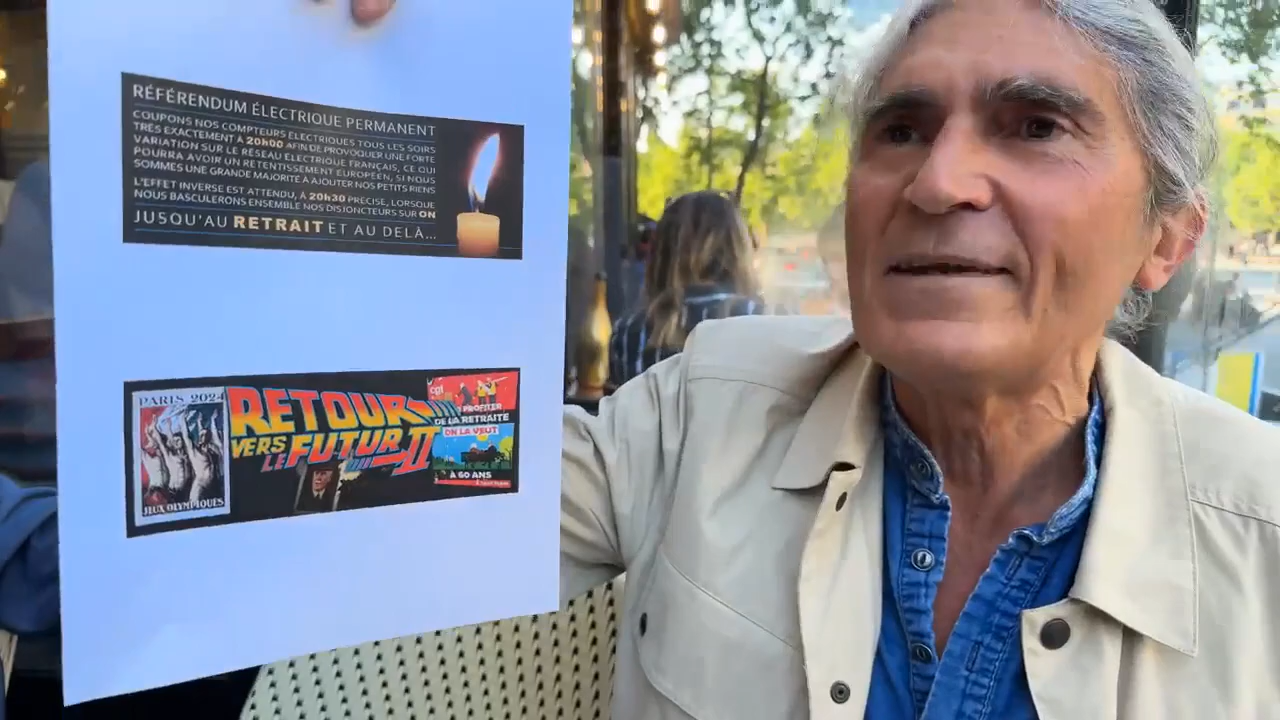 RÉFÉRENDUM ÉLECTRIQUE PERMANENT
COUPONS NOS COMPTEURS ÉLECTRIQUES TOUS LES SOIRS
TRÈS EXACTEMENT À 20H00 AFIN DE PROVOQUER UNE FORTE
VARIATION SUR LE RÉSEAU ÉLECTRIQUE FRANÇAIS, CE QUI
POURRA AVOIR UN RETENTISSEMENT EUROPÉEN, SI NOUS
SOMMES UNE GRANDE MAJORITÉ À AJOUTER NOS PETITS RIENS
L'EFFET INVERSE EST ATTENDU, À 20h30 PRÉCISE, LORSQUE
NOUS BASCULERONS ENSEMBLE NOS DISJONCTEURS SUR ON
JUSQU'AU RETRAIT ET AU DELÀ...
PARIS 2024
JEUX OLYMPIQUES
RETOUR
VERS LE FUTUR II
cgt
PROFITER
DE LA RETRAITE
ON LA VEUT
À 60 ANS